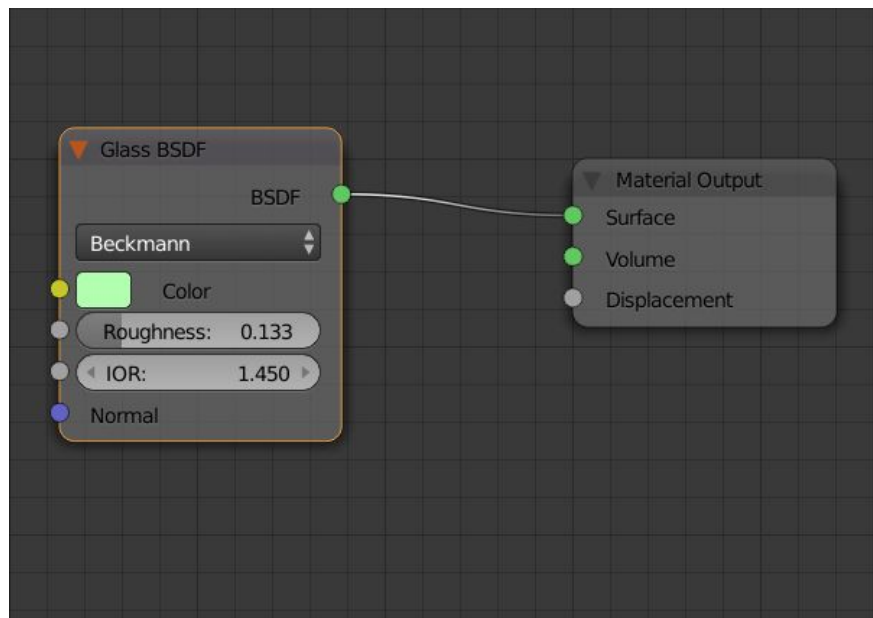 Glass BSDF
BSDF
Beckmann
Color
Roughness: 0.133
IOR: 1.450
Normal
Material Output
Surface
Volume
Displacement